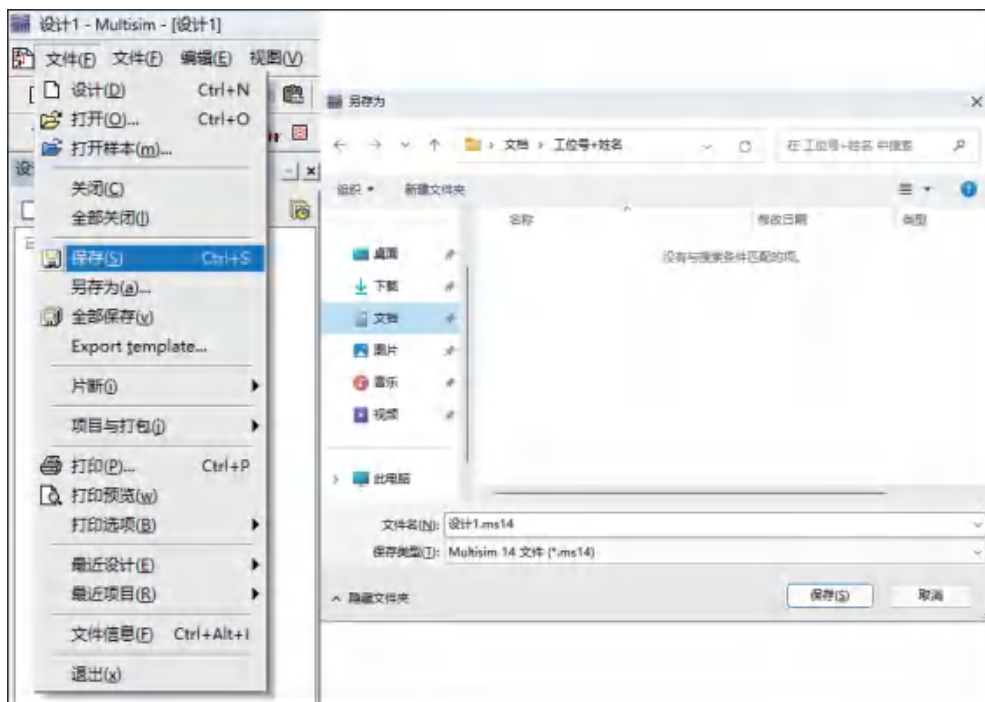 设计1 - Multisim - [设计1]
文件(F) 文件(F) 编辑(E) 视图(V)
设计(D) Ctrl+N
打开(O)... Ctrl+O
打开样本(m)...
关闭(C)
全部关闭(l)
保存(S) Ctrl+S
另存为(a)...
全部保存(v)
Export template...
片断(i)
项目与打包(j)
打印(P)... Ctrl+P
打印预览(w)
打印选项(B)
最近设计(E)
最近项目(R)
文件信息(F) Ctrl+Alt+I
退出(x)
另存为
文档 › 工位号+姓名
在 工位号+姓名 中搜索
组织 新建文件夹
名称 修改日期 类型
没有与搜索条件匹配的项。
桌面
下载
文档
图片
音乐
视频
此电脑
文件名(N): 设计1.ms14
保存类型(T): Multisim 14 文件 (*.ms14)
隐藏文件夹
保存(S) 取消